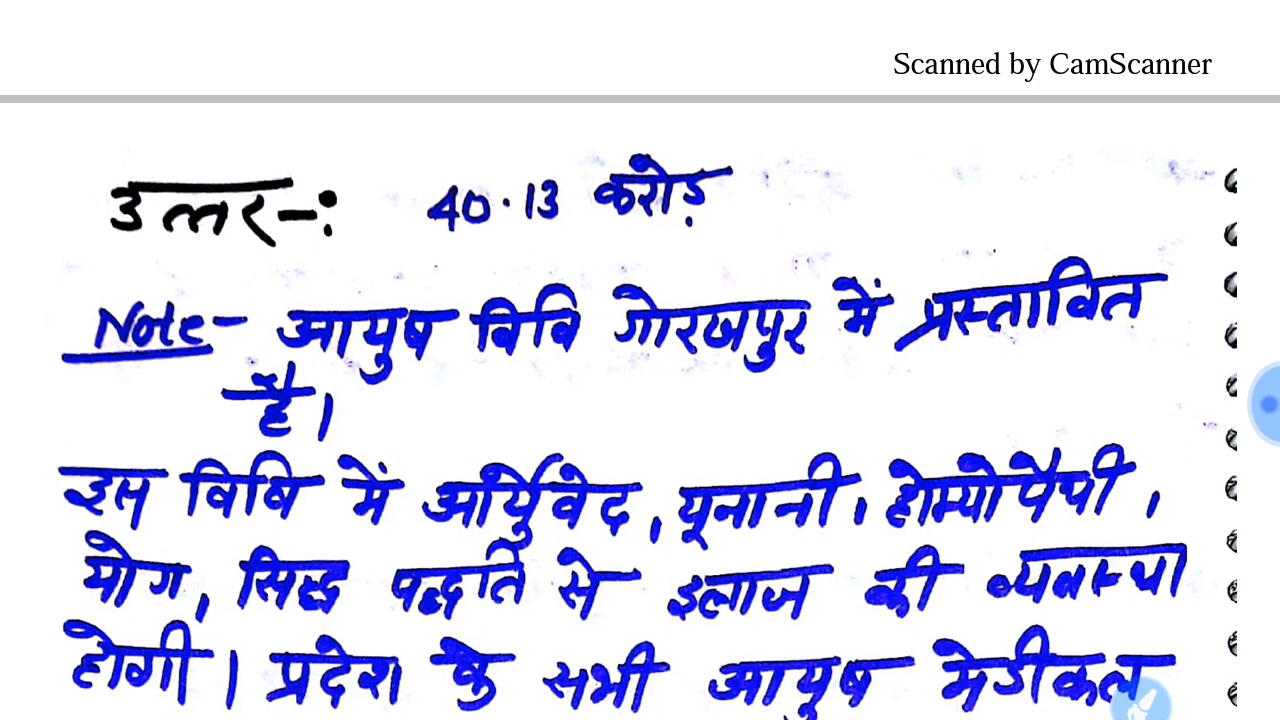 Scanned by CamScanner
उत्तर-: 40.13 करोड़
Note- आयुष विवि गोरखपुर में प्रस्तावित
है।
इस विवि में आर्युवेद, यूनानी, होम्योपैथी,
योग, सिद्ध पद्धति से इलाज की व्यवस्था
होगी। प्रदेश के सभी आयुष मेडीकल